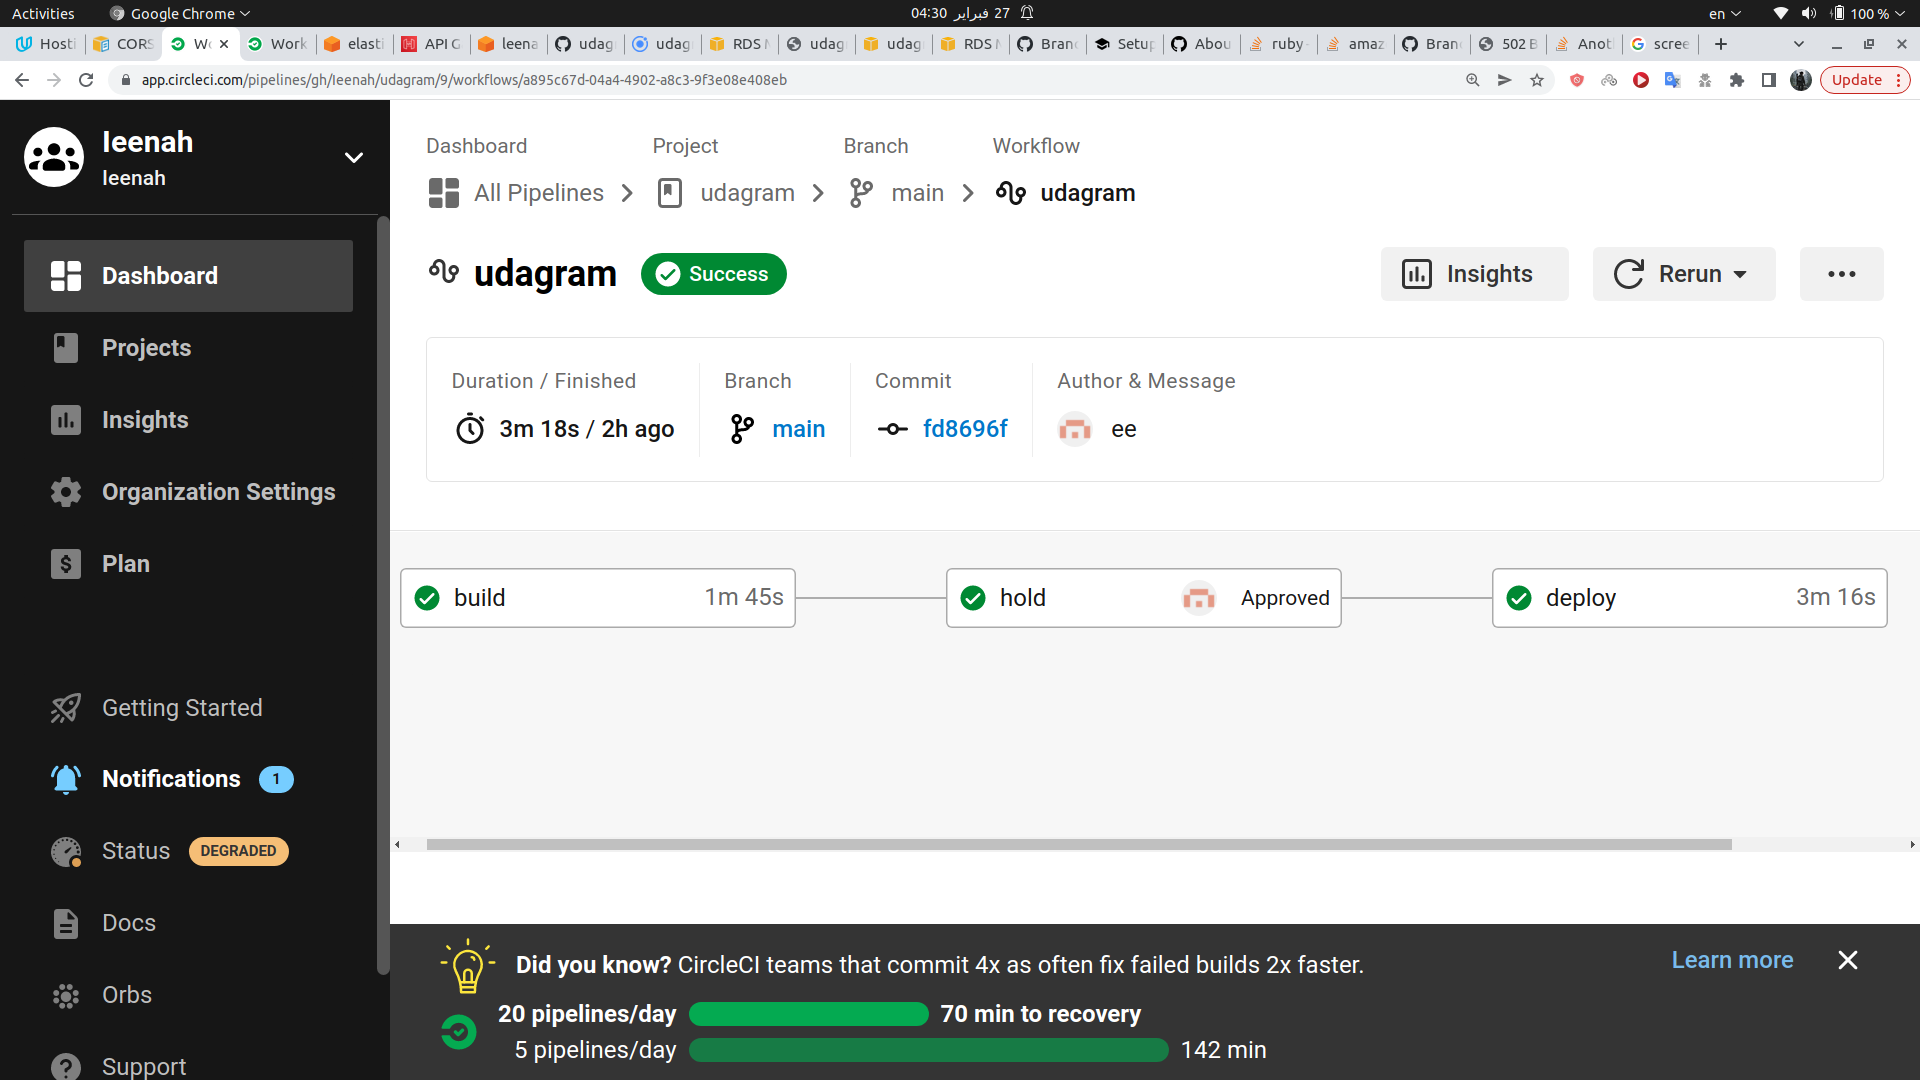 Activities
Google Chrome
27 فبراير 04:30
en
100 %
Hosti
CORS
Wo
Work
elasti
API G
leena
udag
udag
RDS M
udagr
udag
RDS M
Branc
Setup
Abou
ruby
amaz
Branc
502 B
Anot
scree
app.circleci.com/pipelines/gh/Ieenah/udagram/9/workflows/a895c67d-04a4-4902-a8c3-9f3e08e408eb
Update
Ieenah
Ieenah
Dashboard
Projects
Insights
Organization Settings
Plan
Getting Started
Notifications 1
Status DEGRADED
Docs
Orbs
Support
Dashboard Project Branch Workflow
All Pipelines udagram main udagram
udagram Success
Insights Rerun
Duration / Finished Branch Commit Author & Message
3m 18s / 2h ago main fd8696f ee
build 1m 45s hold Approved deploy 3m 16s
Did you know? CircleCI teams that commit 4x as often fix failed builds 2x faster.
Learn more
20 pipelines/day 70 min to recovery
5 pipelines/day 142 min